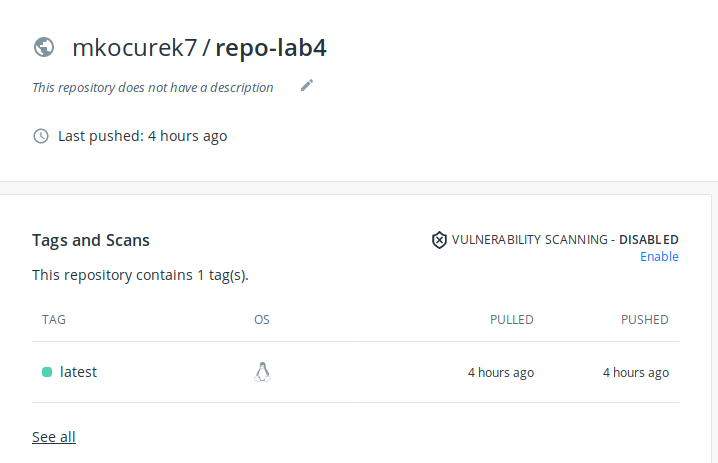 mkocurek7 / repo-lab4
This repository does not have a description
Last pushed: 4 hours ago
Tags and Scans
VULNERABILITY SCANNING - DISABLED
Enable
This repository contains 1 tag(s).
TAG OS PULLED PUSHED
latest 4 hours ago 4 hours ago
See all